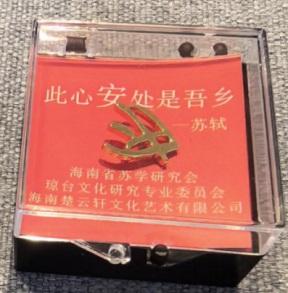 此心安处是吾乡
—苏轼
海南省苏学研究会
琼台文化研究专业委员会
海南楚云轩文化艺术有限公司